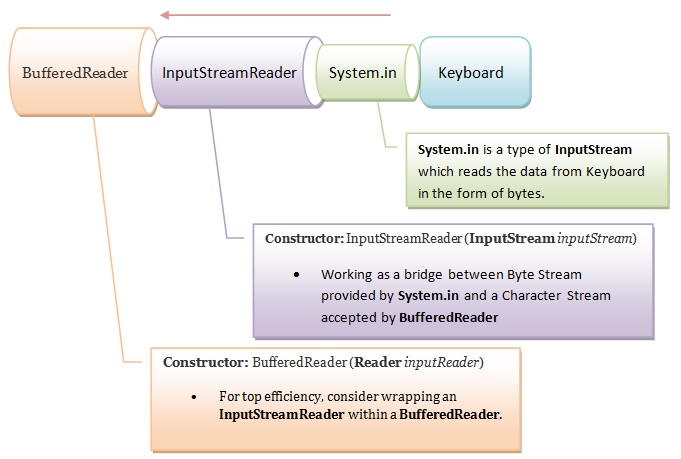 BufferedReader InputStreamReader System.in Keyboard
System.in is a type of InputStream
which reads the data from Keyboard
in the form of bytes.
Constructor: InputStreamReader(InputStream inputStream)
• Working as a bridge between Byte Stream
provided by System.in and a Character Stream
accepted by BufferedReader
Constructor: BufferedReader(Reader inputReader)
• For top efficiency, consider wrapping an
InputStreamReader within a BufferedReader.